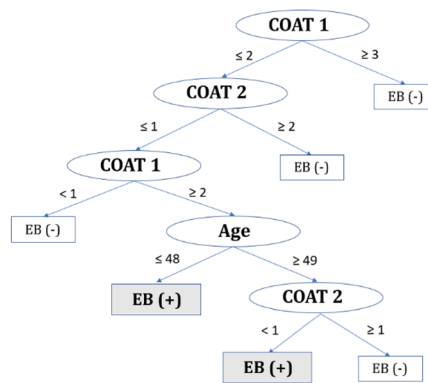 COAT 1
≤ 2
≥ 3
COAT 2
EB (-)
≤ 1
≥ 2
COAT 1
EB (-)
< 1
≥ 2
EB (-)
Age
≤ 48
≥ 49
EB (+)
COAT 2
< 1
≥ 1
EB (+)
EB (-)